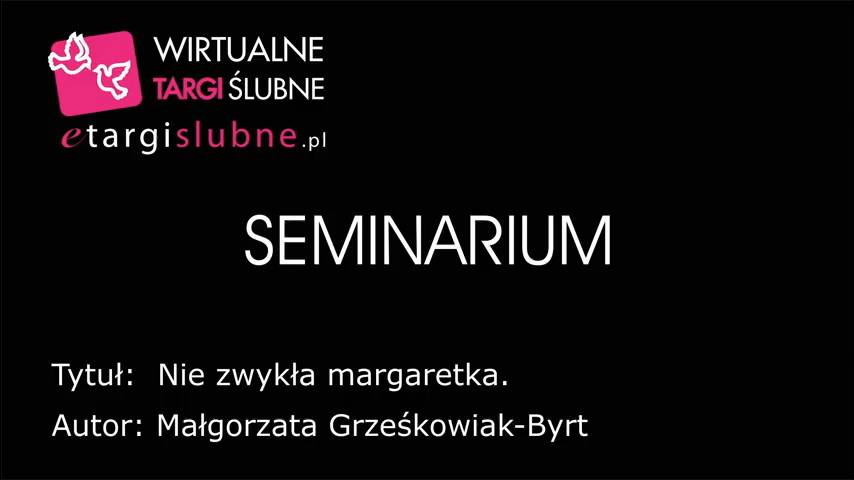 WIRTUALNE
TARGI ŚLUBNE
etargislubne.pl
SEMINARIUM
Tytuł: Nie zwykła margaretka.
Autor: Małgorzata Grześkowiak-Byrt